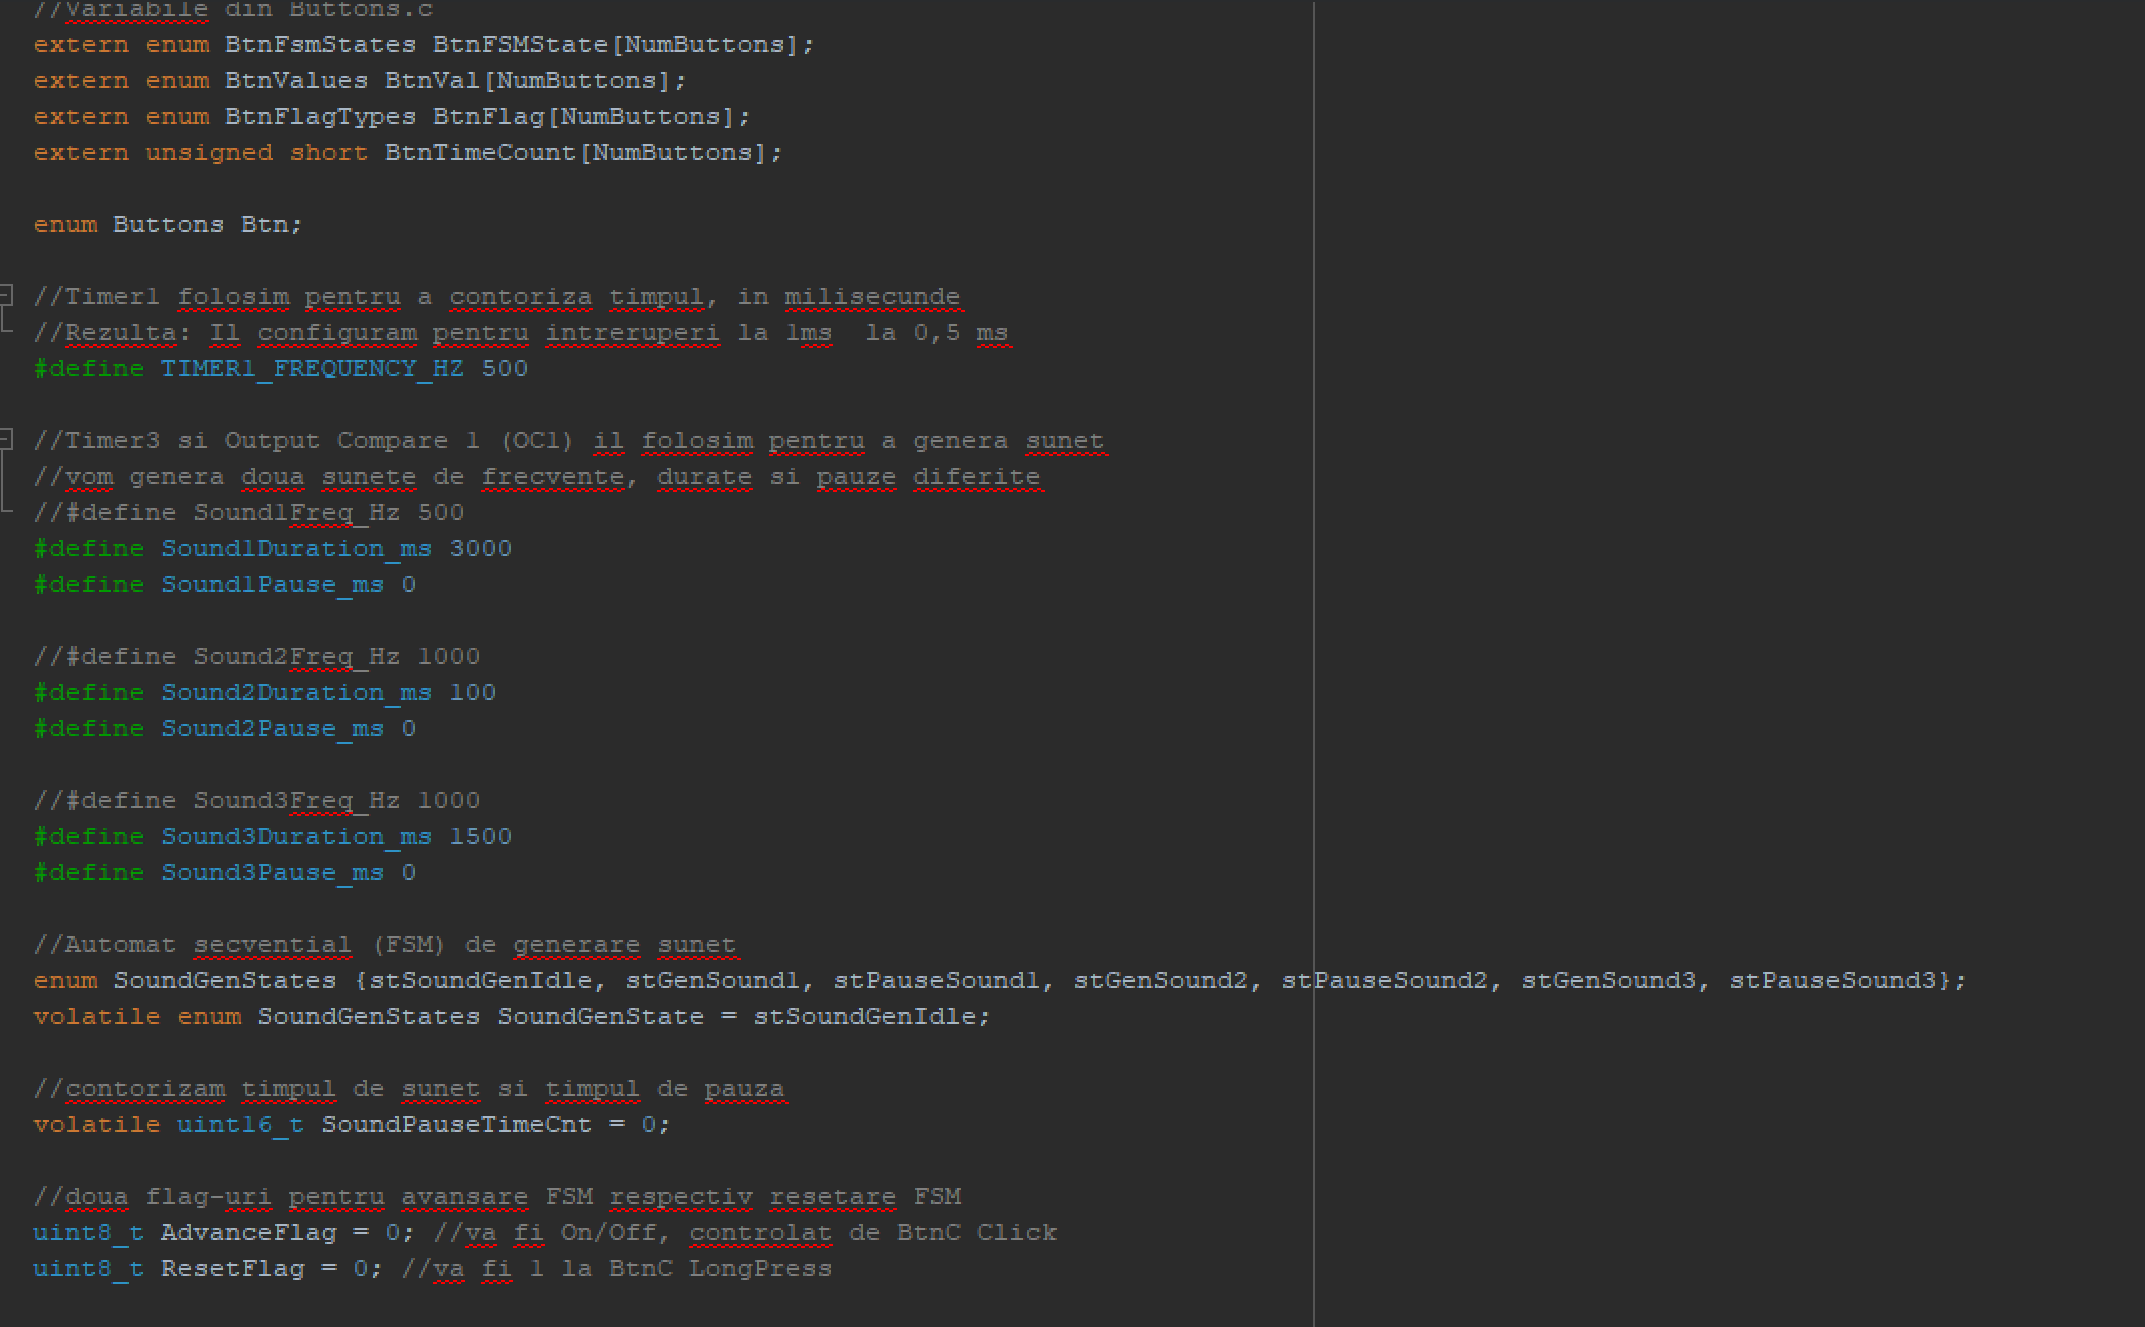 //Variabile din Buttons.c
extern enum BtnFsmStates BtnFSMState[NumButtons];
extern enum BtnValues BtnVal[NumButtons];
extern enum BtnFlagTypes BtnFlag[NumButtons];
extern unsigned short BtnTimeCount[NumButtons];
enum Buttons Btn;
//Timer1 folosim pentru a contoriza timpul, in milisecunde
//Rezulta: Il configuram pentru intreruperi la 1ms  la 0,5 ms
#define TIMER1_FREQUENCY_HZ 500
//Timer3 si Output Compare 1 (OC1) il folosim pentru a genera sunet
//vom genera doua sunete de frecvente, durate si pauze diferite
//#define Sound1Freq_Hz 500
#define Sound1Duration_ms 3000
#define Sound1Pause_ms 0
//#define Sound2Freq_Hz 1000
#define Sound2Duration_ms 100
#define Sound2Pause_ms 0
//#define Sound3Freq_Hz 1000
#define Sound3Duration_ms 1500
#define Sound3Pause_ms 0
//Automat secvential (FSM) de generare sunet
enum SoundGenStates {stSoundGenIdle, stGenSound1, stPauseSound1, stGenSound2, stPauseSound2, stGenSound3, stPauseSound3};
volatile enum SoundGenStates SoundGenState = stSoundGenIdle;
//contorizam timpul de sunet si timpul de pauza
volatile uint16_t SoundPauseTimeCnt = 0;
//doua flag-uri pentru avansare FSM respectiv resetare FSM
uint8_t AdvanceFlag = 0; //va fi On/Off, controlat de BtnC Click
uint8_t ResetFlag = 0; //va fi 1 la BtnC LongPress